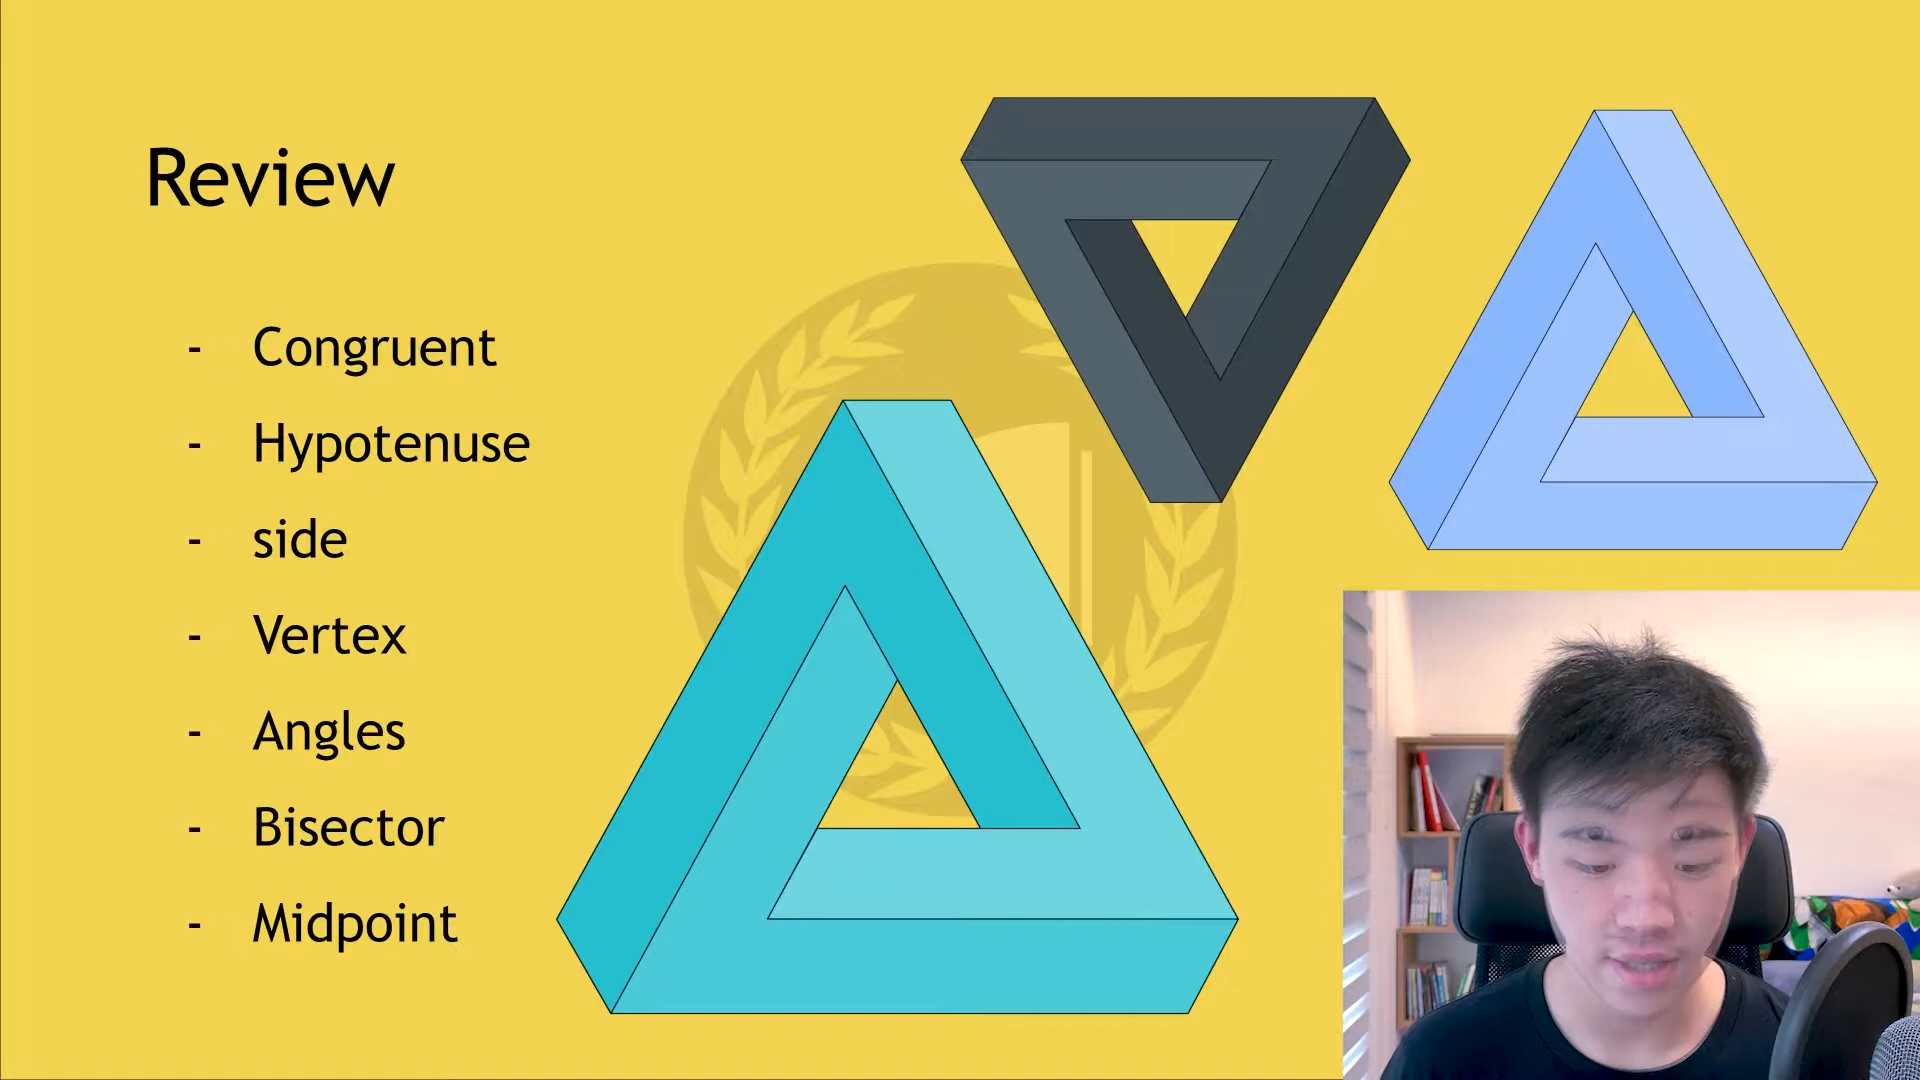 Review
- Congruent
- Hypotenuse
- side
- Vertex
- Angles
- Bisector
- Midpoint